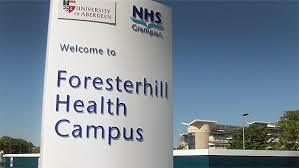 UNIVERSITY
OF ABERDEEN
NHS
Grampian
Welcome to
Foresterhill
Health
Campus